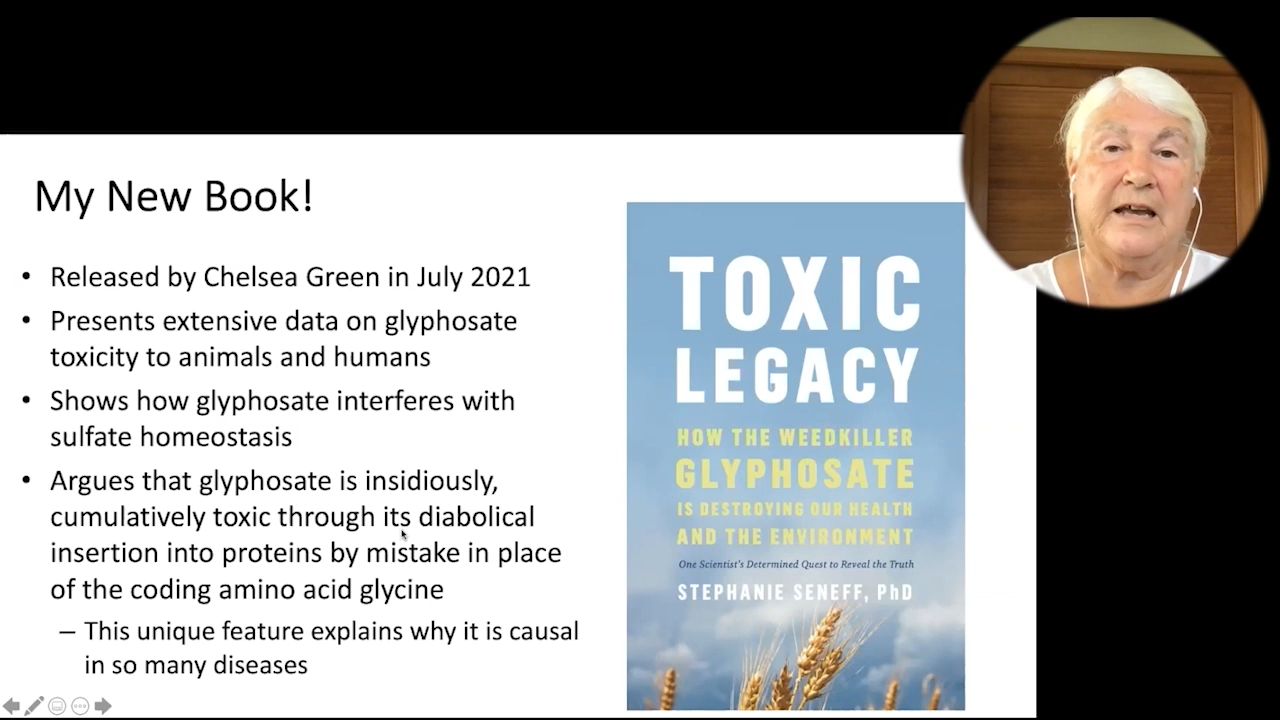 My New Book!
• Released by Chelsea Green in July 2021
• Presents extensive data on glyphosate
toxicity to animals and humans
• Shows how glyphosate interferes with
sulfate homeostasis
• Argues that glyphosate is insidiously,
cumulatively toxic through its diabolical
insertion into proteins by mistake in place
of the coding amino acid glycine
– This unique feature explains why it is causal
in so many diseases
TOXIC
LEGACY
HOW THE WEEDKILLER
GLYPHOSATE
IS DESTROYING OUR HEALTH
AND THE ENVIRONMENT
One Scientist's Determined Quest to Reveal the Truth
STEPHANIE SENEFF, PhD